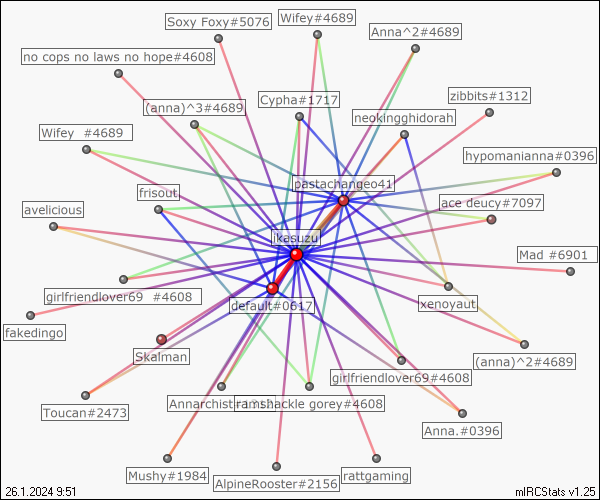 Soxy Foxy#5076
Wifey#4689
Anna^2#4689
no cops no laws no hope#4608
(anna)^3#4689
Cypha#1717
zibbits#1312
neokingghidorah
Wifey #4689
hypomanianna#0396
pastachangeo41
frisout
ace deucy#7097
avelicious
ikasuzu
Mad #6901
girlfriendlover69 #4608
default#0617
xenoyaut
fakedingo
Skalman
(anna)^2#4689
girlfriendlover69#4608
Toucan#2473
ramshackle gorey#4608
Anna.#0396
Mushy#1984
AlpineRooster#2156
rattgaming
26.1.2024 9:51
mIRCStats v1.25